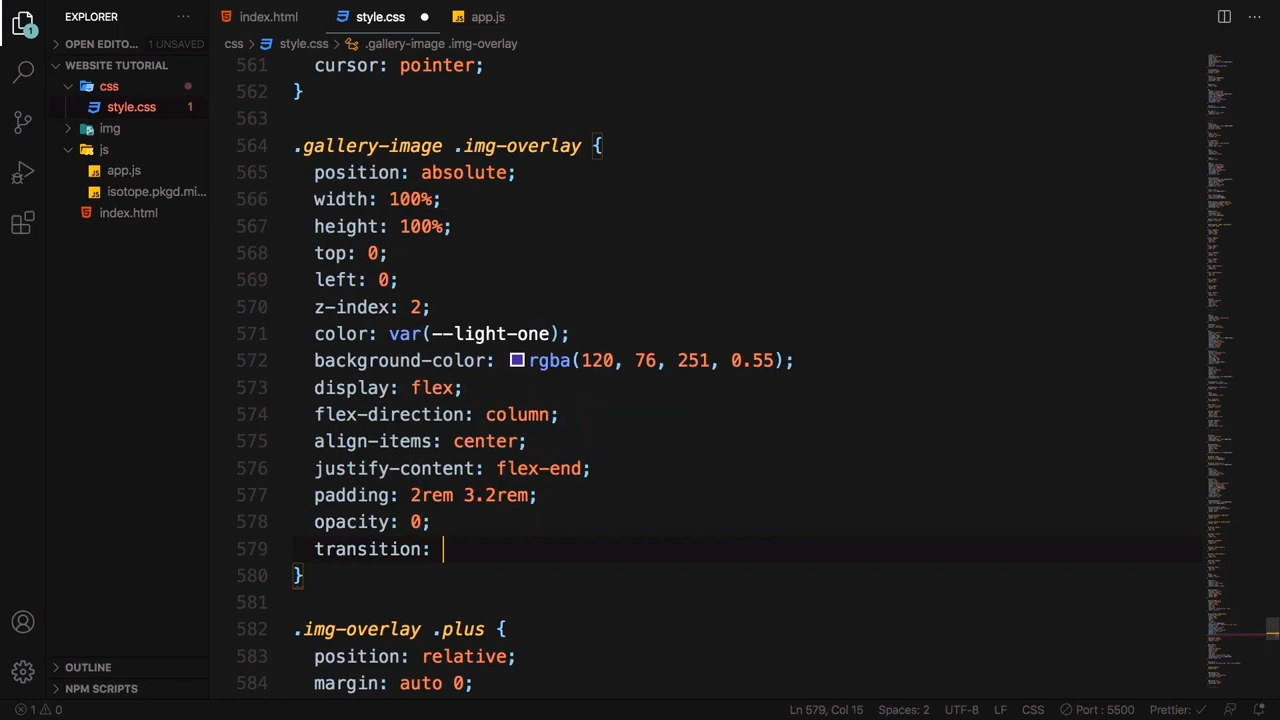 EXPLORER
index.html
style.css
app.js
OPEN EDITO... 1 UNSAVED
css > style.css > .gallery-image .img-overlay
WEBSITE TUTORIAL
css
style.css 1
img
js
app.js
isotope.pkgd.mi...
index.html
1
561 cursor: pointer;
562 }
563
564 .gallery-image .img-overlay {
565 position: absolute;
566 width: 100%;
567 height: 100%;
568 top: 0;
569 left: 0;
570 z-index: 2;
571 color: var(--light-one);
572 background-color: rgba(120, 76, 251, 0.55);
573 display: flex;
574 flex-direction: column;
575 align-items: center;
576 justify-content: flex-end;
577 padding: 2rem 3.2rem;
578 opacity: 0;
579 transition:
580 }
581
582 .img-overlay .plus {
583 position: relative;
584 margin: auto 0;
OUTLINE
NPM SCRIPTS
1 0 Ln 579, Col 15 Spaces: 2 UTF-8 LF CSS Port : 5500 Prettier: ✓